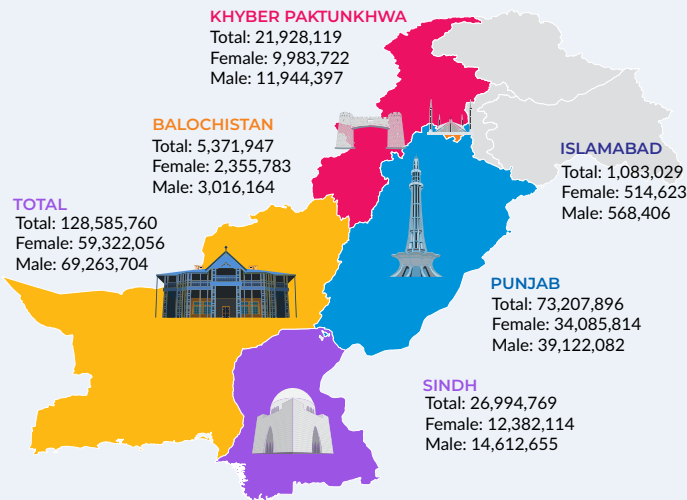 KHYBER PAKTUNKHWA
Total: 21,928,119
Female: 9,983,722
Male: 11,944,397
BALOCHISTAN
Total: 5,371,947
Female: 2,355,783
Male: 3,016,164
ISLAMABAD
Total: 1,083,029
Female: 514,623
Male: 568,406
TOTAL
Total: 128,585,760
Female: 59,322,056
Male: 69,263,704
PUNJAB
Total: 73,207,896
Female: 34,085,814
Male: 39,122,082
SINDH
Total: 26,994,769
Female: 12,382,114
Male: 14,612,655